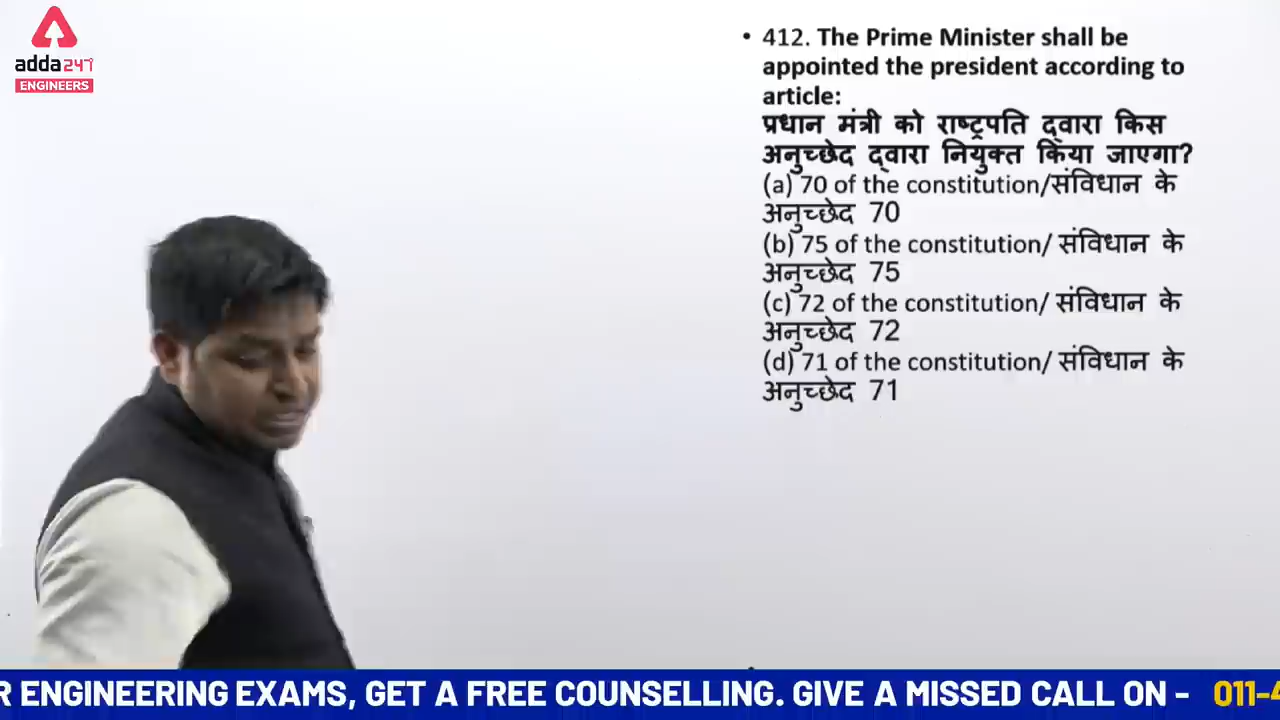 adda247
ENGINEERS
• 412. The Prime Minister shall be
appointed the president according to
article:
प्रधान मंत्री को राष्ट्रपति द्वारा किस
अनुच्छेद द्वारा नियुक्त किया जाएगा?
(a) 70 of the constitution/संविधान के
अनुच्छेद 70
(b) 75 of the constitution/ संविधान के
अनुच्छेद 75
(c) 72 of the constitution/ संविधान के
अनुच्छेद 72
(d) 71 of the constitution/ संविधान के
अनुच्छेद 71
R ENGINEERING EXAMS, GET A FREE COUNSELLING. GIVE A MISSED CALL ON - 011-4